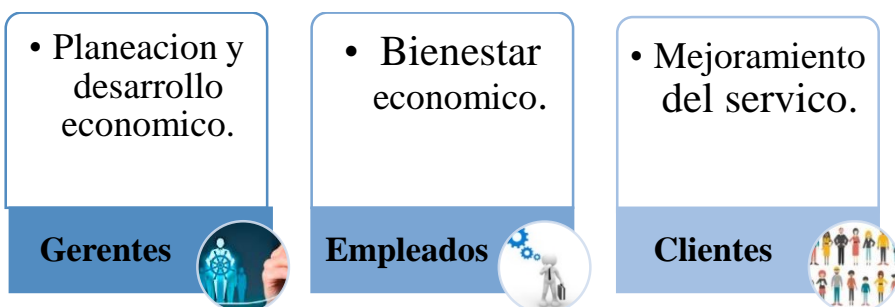 • Planeacion y
desarrollo
economico.
Gerentes
• Bienestar
economico.
Empleados
• Mejoramiento
del servico.
Clientes